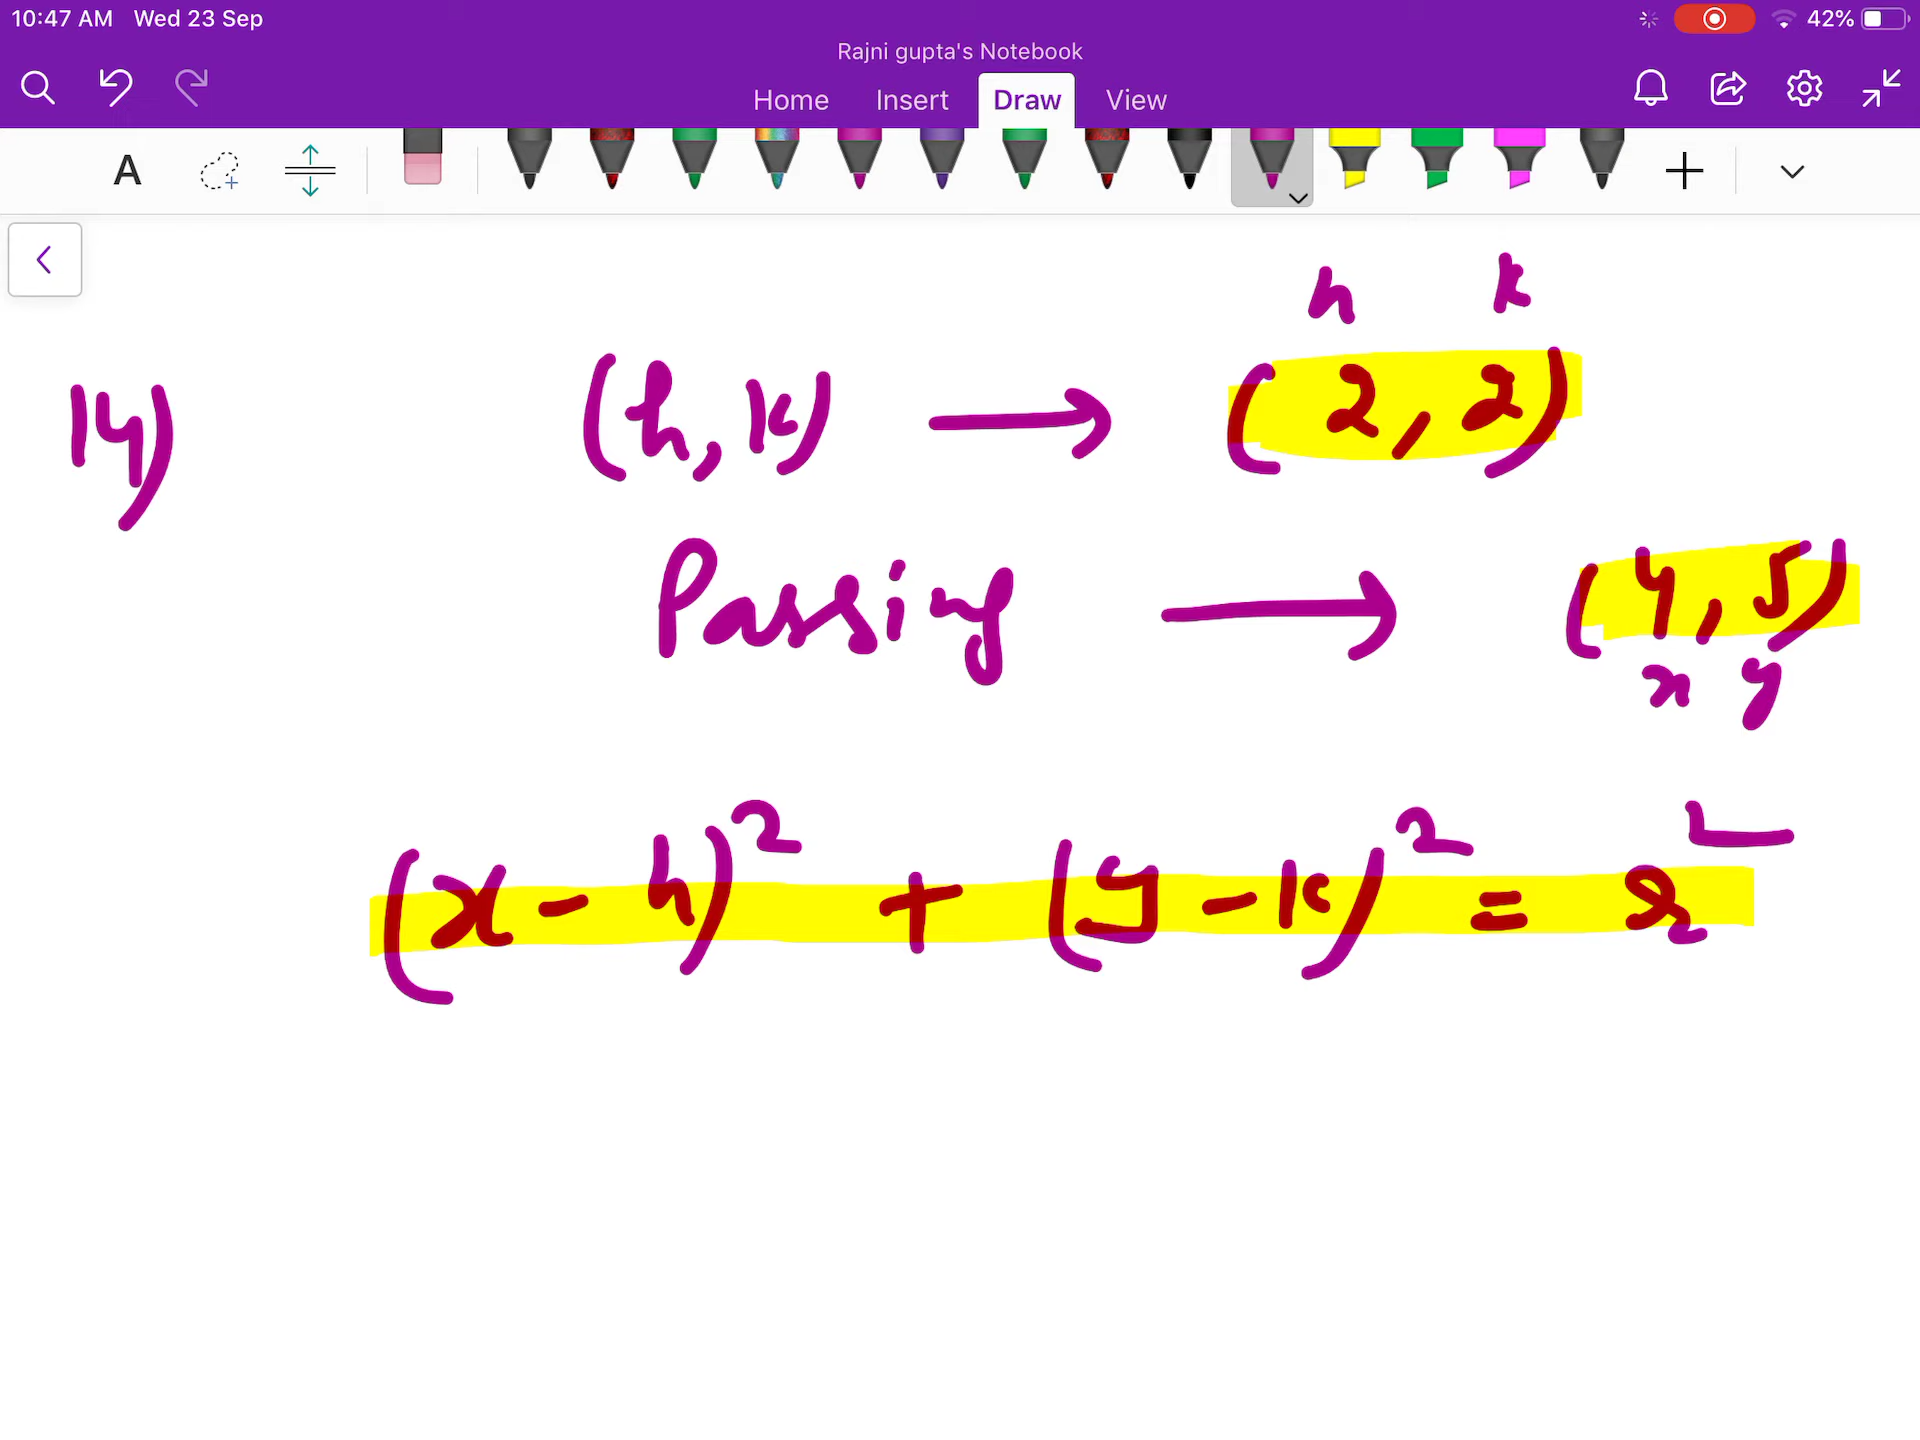 10:47 AM Wed 23 Sep
42%
Rajni gupta's Notebook
Home Insert Draw View
A
h k
14) (h, k) → (2, 2)
Passing → (4, 5)
x y
(x - h)² + (y - k)² = r²